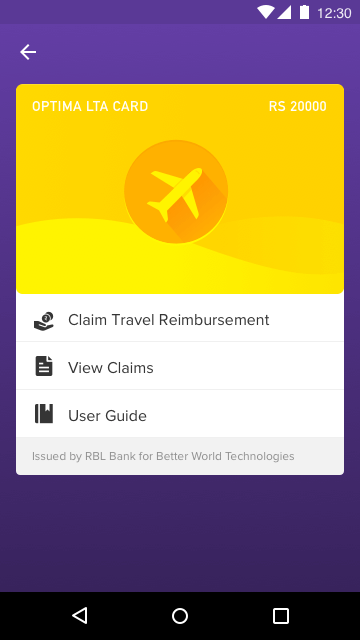 12:30
OPTIMA LTA CARD
RS 20000
Claim Travel Reimbursement
View Claims
User Guide
Issued by RBL Bank for Better World Technologies